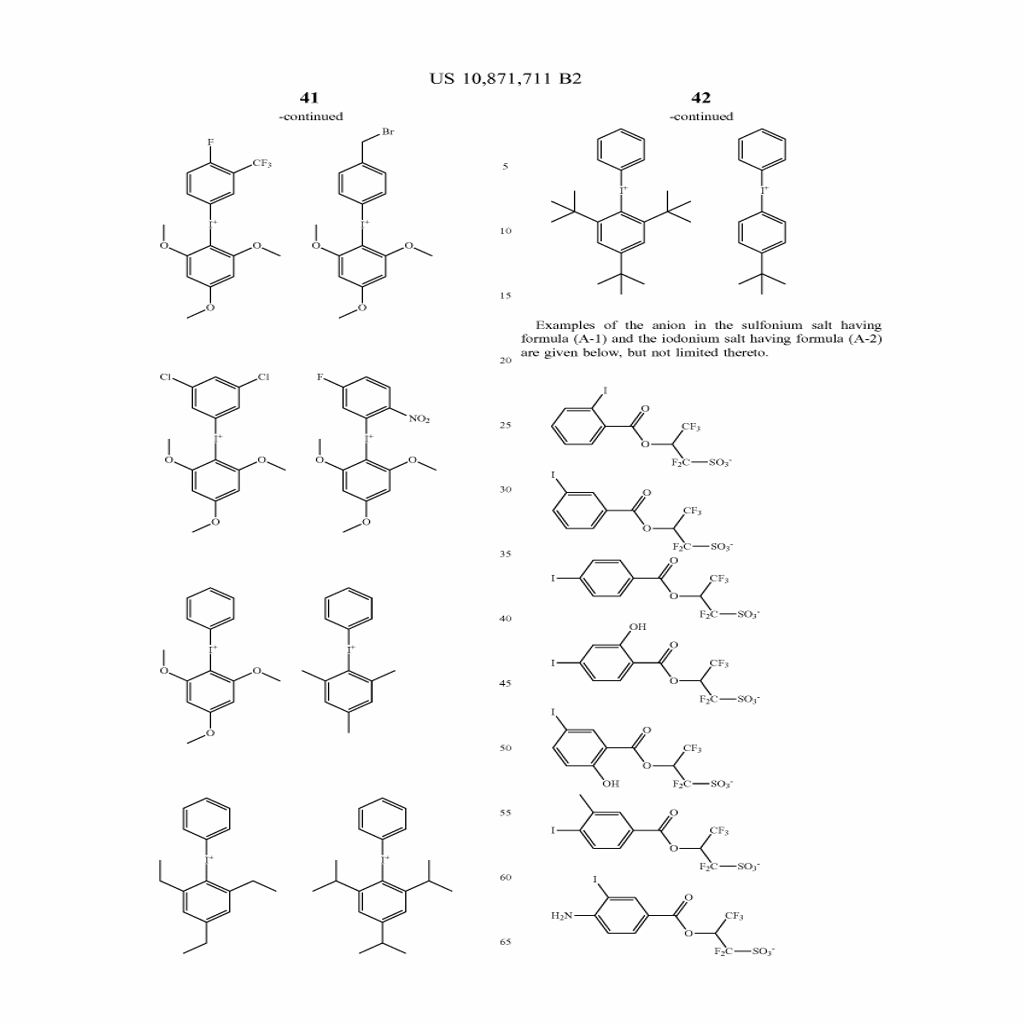 US 10,871,711 B2
41
-continued
F
CF3
I+
O
O
O
Br
I+
O
O
O
Cl
Cl
I+
O
O
O
F
NO2
I+
O
O
O
I+
O
O
O
I+
I+
I+
5
10
15
20
25
30
35
40
45
50
55
60
65
42
-continued
I+
I+
Examples of the anion in the sulfonium salt having
formula (A-1) and the iodonium salt having formula (A-2)
are given below, but not limited thereto.
I
O
CF3
O
F2C—SO3-
I
O
CF3
O
F2C—SO3-
I
O
CF3
O
F2C—SO3-
OH
I
O
CF3
O
F2C—SO3-
I
O
CF3
O
OH
F2C—SO3-
I
O
CF3
O
F2C—SO3-
I
H2N
O
CF3
O
F2C—SO3-